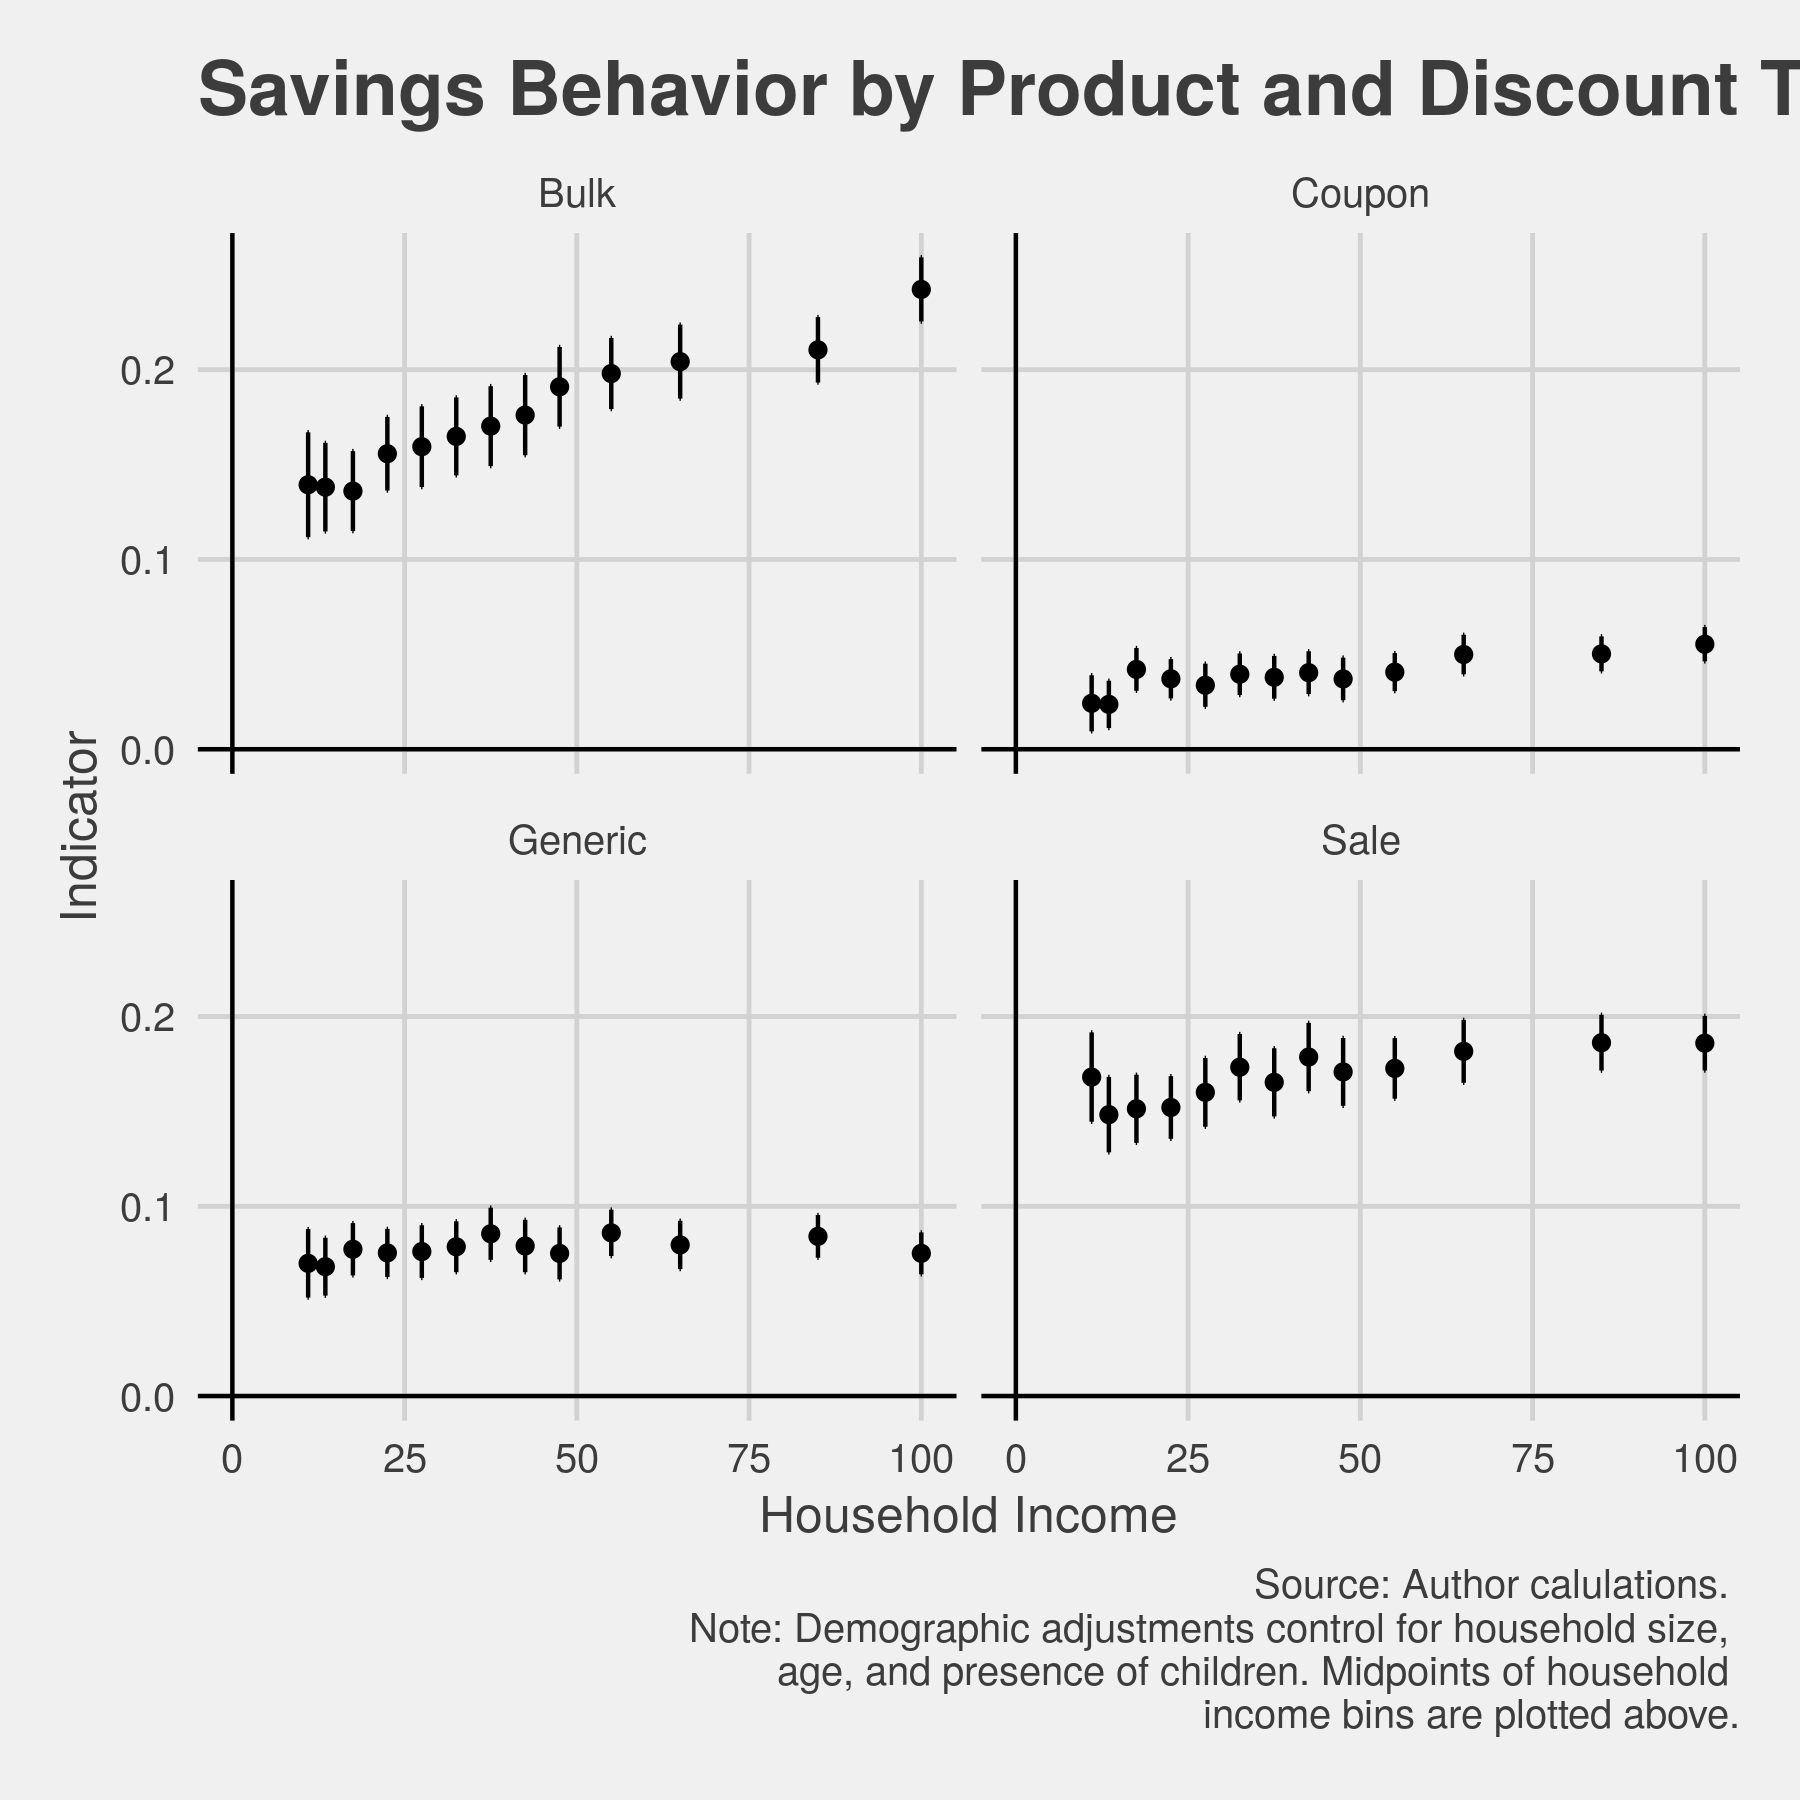 Savings Behavior by Product and Discount T
Bulk
Coupon
0.2
0.1
0.0
Indicator
Generic
Sale
0.2
0.1
0.0
0 25 50 75 100 0 25 50 75 100
Household Income
Source: Author calulations.
Note: Demographic adjustments control for household size,
age, and presence of children. Midpoints of household
income bins are plotted above.